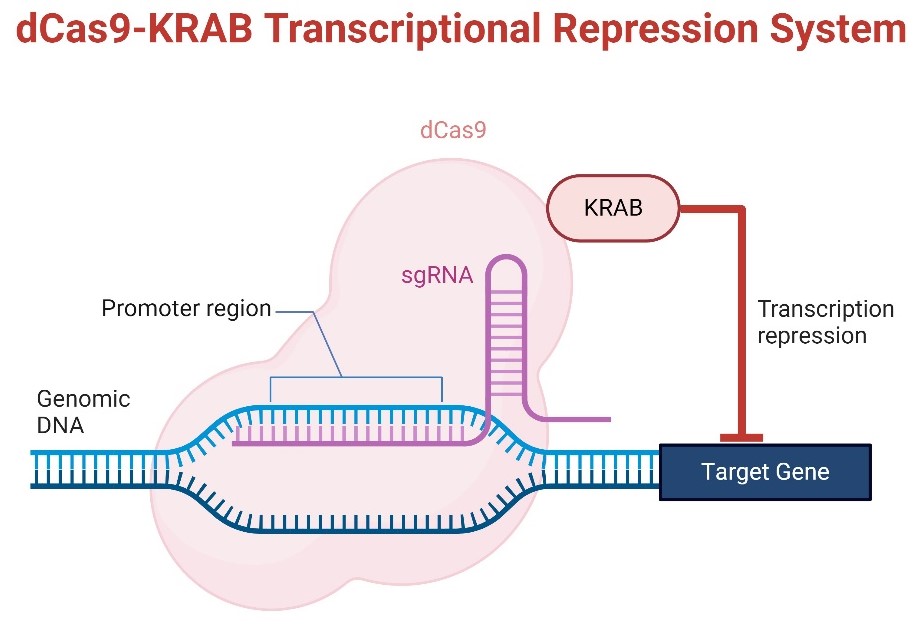 dCas9-KRAB Transcriptional Repression System
dCas9
KRAB
sgRNA
Promoter region
Transcription
repression
Genomic
DNA
Target Gene